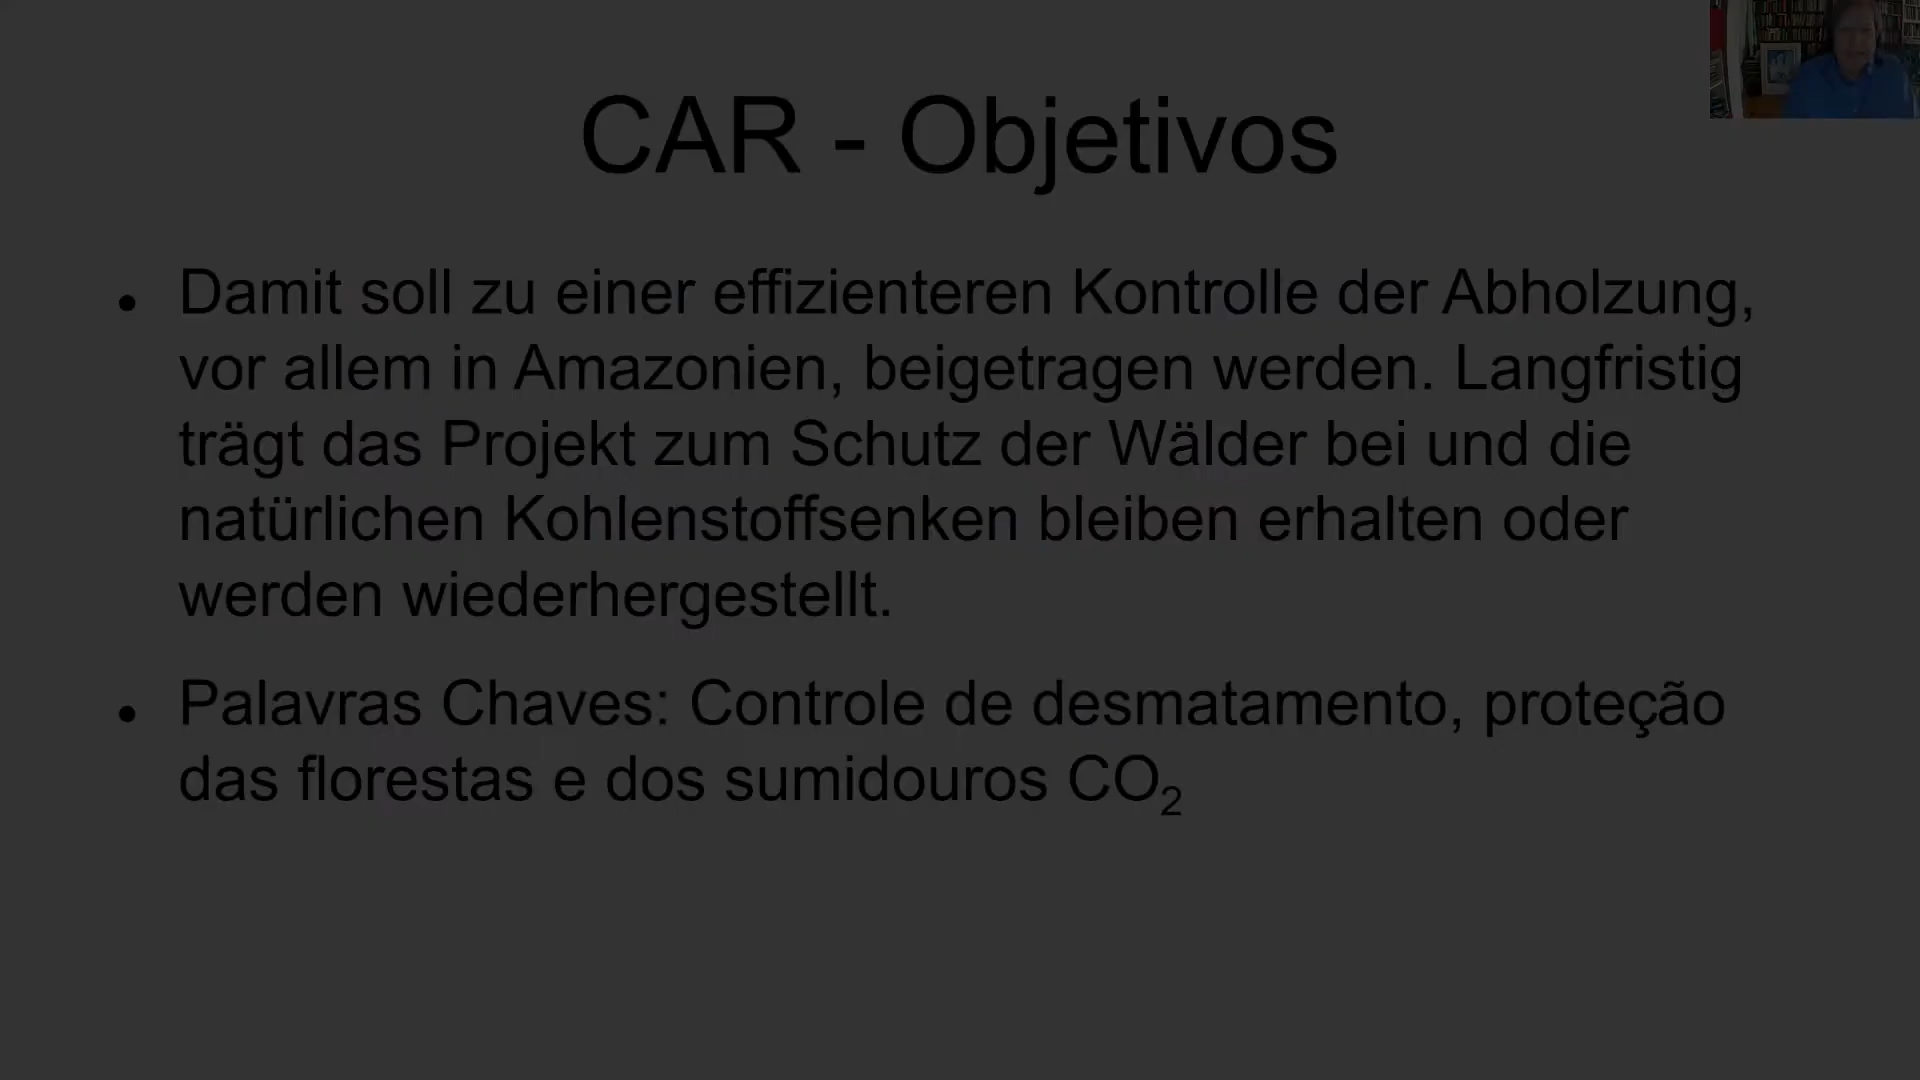 CAR - Objetivos
• Damit soll zu einer effizienteren Kontrolle der Abholzung,
vor allem in Amazonien, beigetragen werden. Langfristig
trägt das Projekt zum Schutz der Wälder bei und die
natürlichen Kohlenstoffsenken bleiben erhalten oder
werden wiederhergestellt.
• Palavras Chaves: Controle de desmatamento, proteção
das florestas e dos sumidouros CO₂